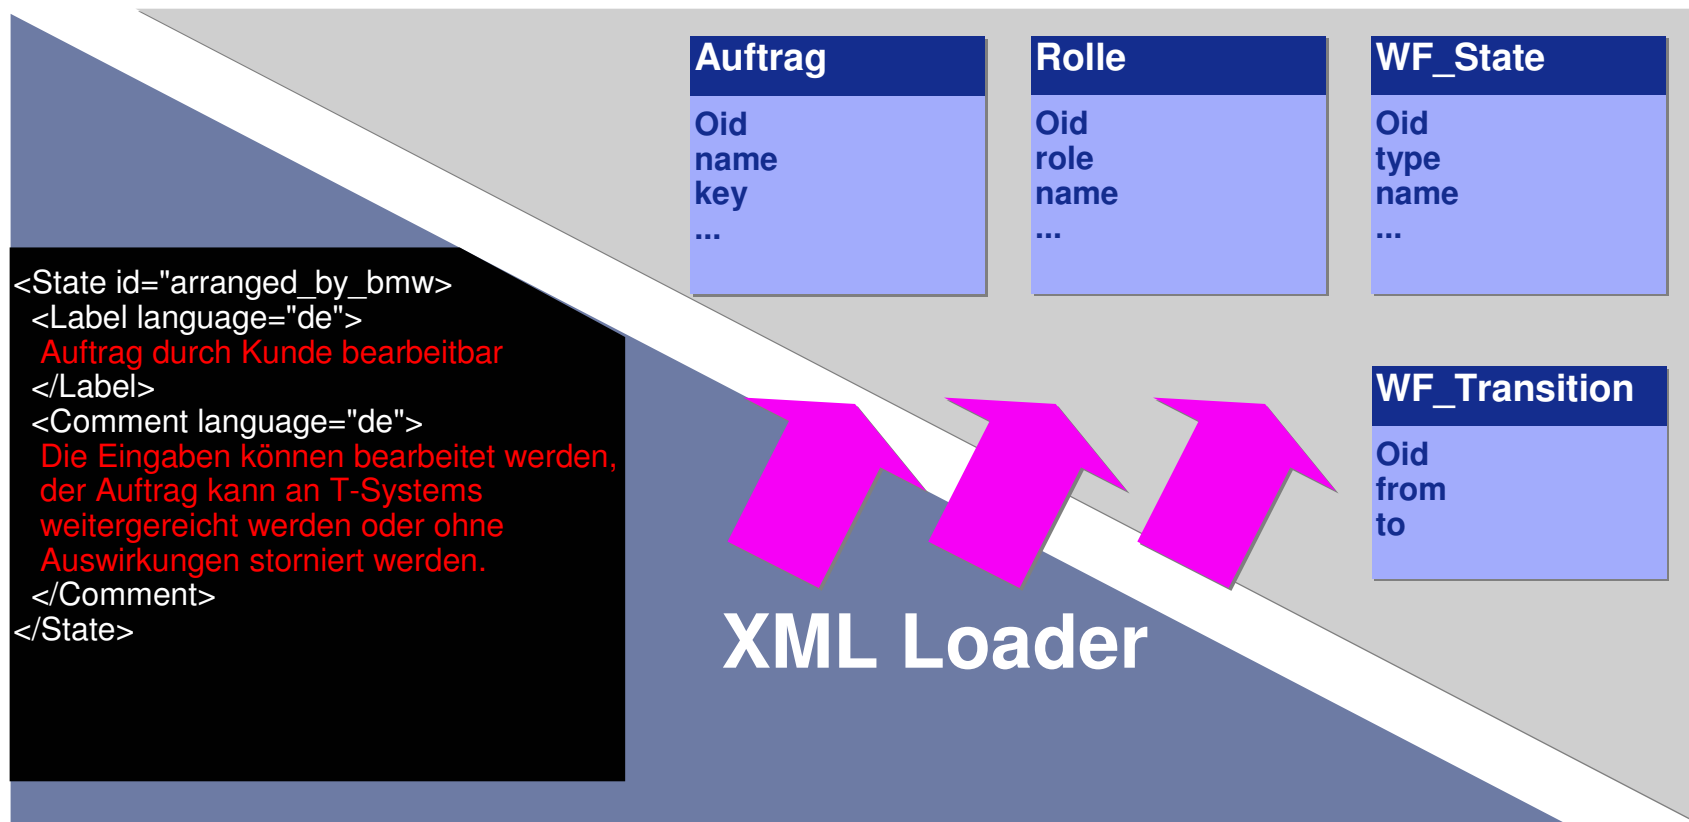 Auftrag
Oid
name
key
...
Rolle
Oid
role
name
...
WF_State
Oid
type
name
...
<State id="arranged_by_bmw>
<Label language="de">
Auftrag durch Kunde bearbeitbar
</Label>
<Comment language="de">
Die Eingaben können bearbeitet werden,
der Auftrag kann an T-Systems
weitergereicht werden oder ohne
Auswirkungen storniert werden.
</Comment>
</State>
WF_Transition
Oid
from
to
XML Loader